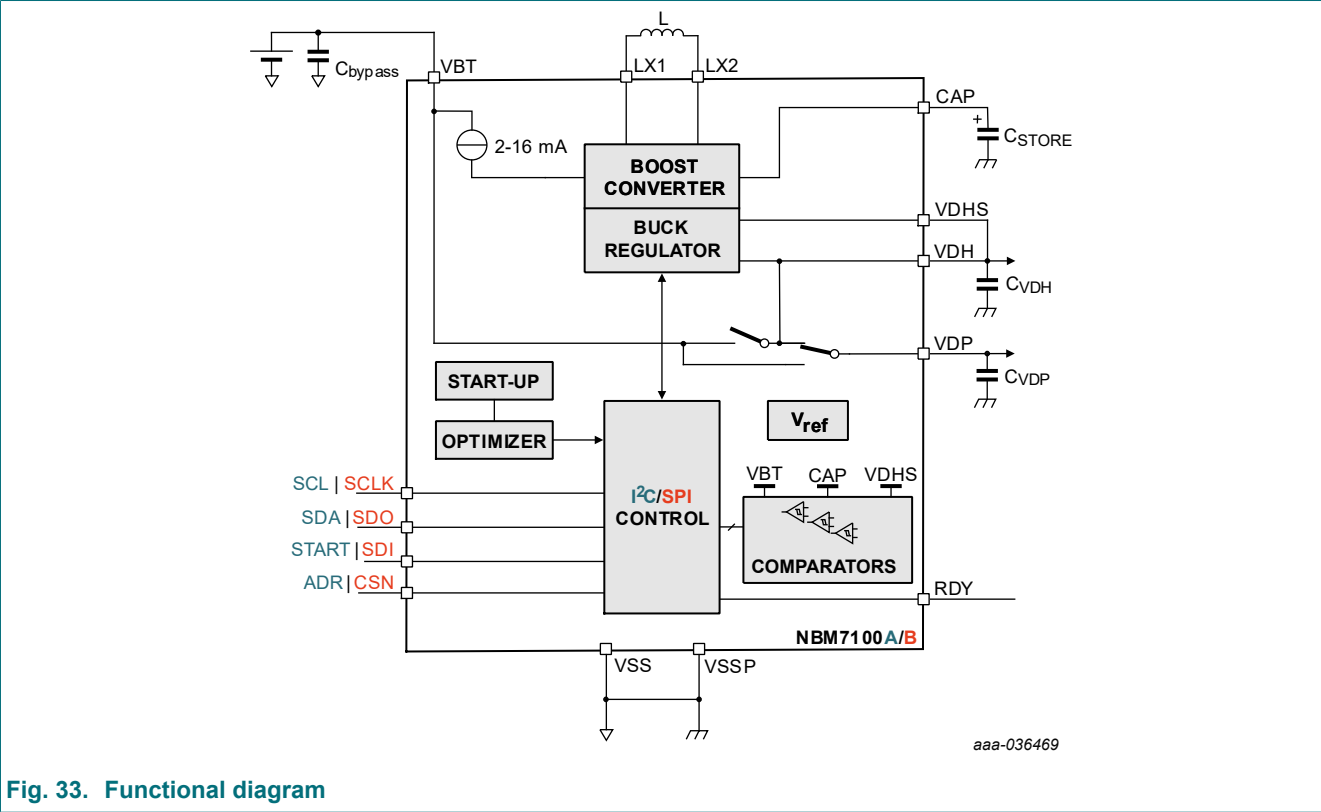 L
Cbypass
VBT
LX1
LX2
CAP
+
CSTORE
2-16 mA
BOOST
CONVERTER
VDHS
BUCK
REGULATOR
VDH
CVDH
VDP
CVDP
START-UP
Vref
OPTIMIZER
VBT
CAP
VDHS
SCL | SCLK
I²C/SPI
CONTROL
SDA | SDO
START | SDI
COMPARATORS
ADR | CSN
RDY
NBM7100A/B
VSS
VSSP
aaa-036469
Fig. 33. Functional diagram